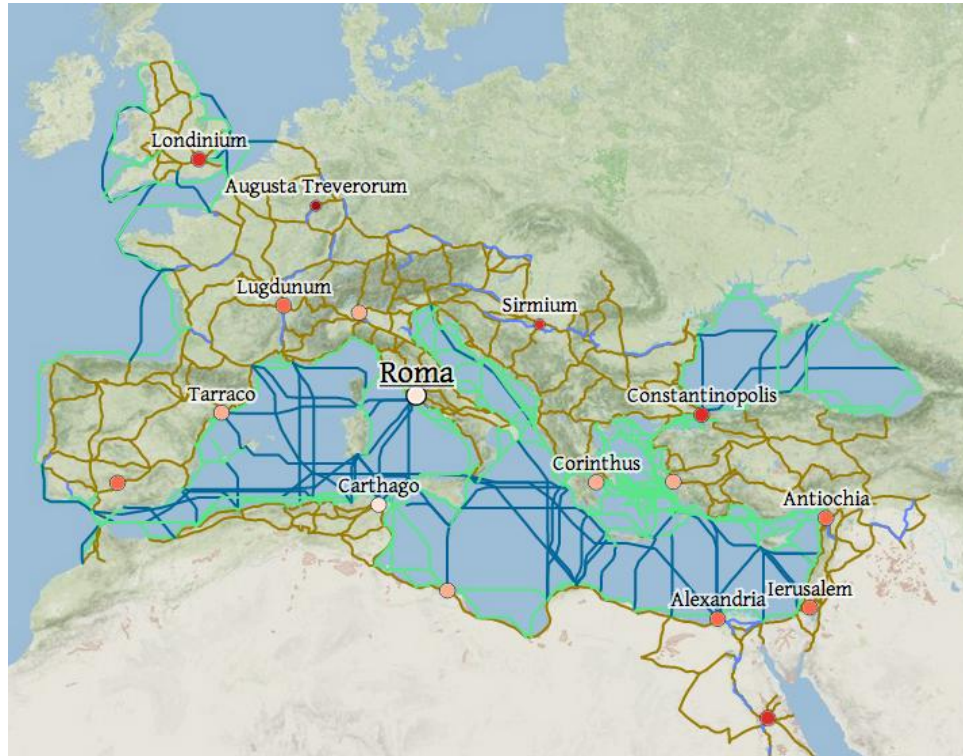 Londinium
Augusta Treverorum
Lugdunum
Sirmium
Roma
Tarraco
Constantinopolis
Corinthus
Carthago
Antiochia
Ierusalem
Alexandria